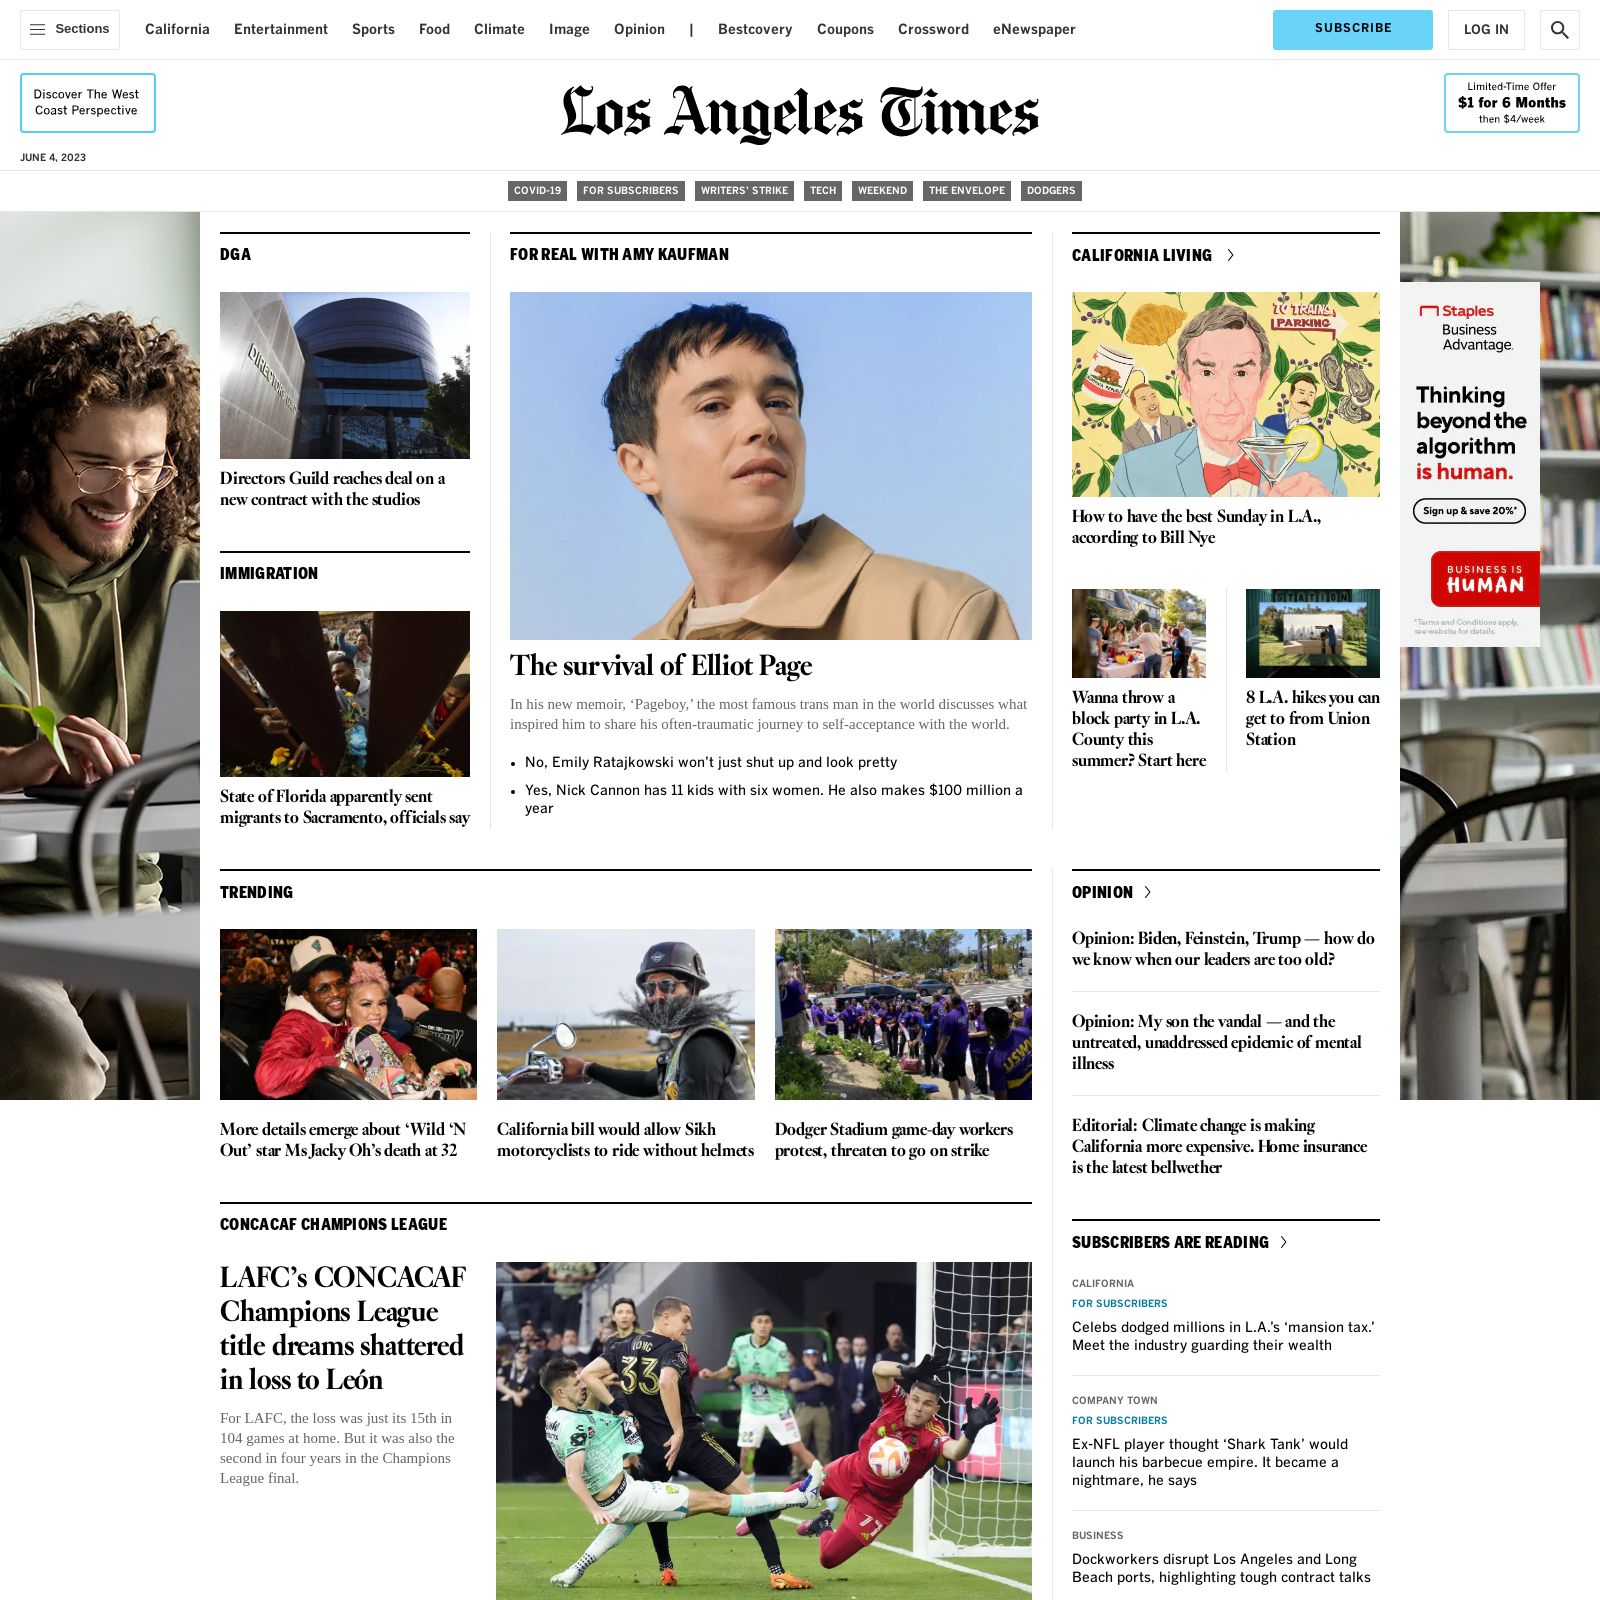 Sections
California
Entertainment
Sports
Food
Climate
Image
Opinion
|
Bestcovery
Coupons
Crossword
eNewspaper
SUBSCRIBE
LOG IN
Discover The West
Coast Perspective
Los Angeles Times
Limited-Time Offer
$1 for 6 Months
then $4/week
JUNE 4, 2023
COVID-19
FOR SUBSCRIBERS
WRITERS' STRIKE
TECH
WEEKEND
THE ENVELOPE
DODGERS
DGA
Directors Guild reaches deal on a
new contract with the studios
IMMIGRATION
State of Florida apparently sent
migrants to Sacramento, officials say
FOR REAL WITH AMY KAUFMAN
The survival of Elliot Page
In his new memoir, ‘Pageboy,’ the most famous trans man in the world discusses what
inspired him to share his often-traumatic journey to self-acceptance with the world.
• No, Emily Ratajkowski won’t just shut up and look pretty
• Yes, Nick Cannon has 11 kids with six women. He also makes $100 million a
year
CALIFORNIA LIVING
TO TRAINS
PARKING
How to have the best Sunday in L.A.,
according to Bill Nye
STATION
Wanna throw a
block party in L.A.
County this
summer? Start here
8 L.A. hikes you can
get to from Union
Station
Staples
Business
Advantage.
Thinking
beyond the
algorithm
is human.
Sign up & save 20%*
BUSINESS IS
HUMAN
*Terms and Conditions apply,
see website for details.
TRENDING
More details emerge about ‘Wild ‘N
Out’ star Ms Jacky Oh’s death at 32
California bill would allow Sikh
motorcyclists to ride without helmets
Dodger Stadium game-day workers
protest, threaten to go on strike
OPINION
Opinion: Biden, Feinstein, Trump — how do
we know when our leaders are too old?
Opinion: My son the vandal — and the
untreated, unaddressed epidemic of mental
illness
Editorial: Climate change is making
California more expensive. Home insurance
is the latest bellwether
CONCACAF CHAMPIONS LEAGUE
LAFC’s CONCACAF
Champions League
title dreams shattered
in loss to León
For LAFC, the loss was just its 15th in
104 games at home. But it was also the
second in four years in the Champions
League final.
LONG
33
77
SUBSCRIBERS ARE READING
CALIFORNIA
FOR SUBSCRIBERS
Celebs dodged millions in L.A.’s ‘mansion tax.’
Meet the industry guarding their wealth
COMPANY TOWN
FOR SUBSCRIBERS
Ex-NFL player thought ‘Shark Tank’ would
launch his barbecue empire. It became a
nightmare, he says
BUSINESS
Dockworkers disrupt Los Angeles and Long
Beach ports, highlighting tough contract talks